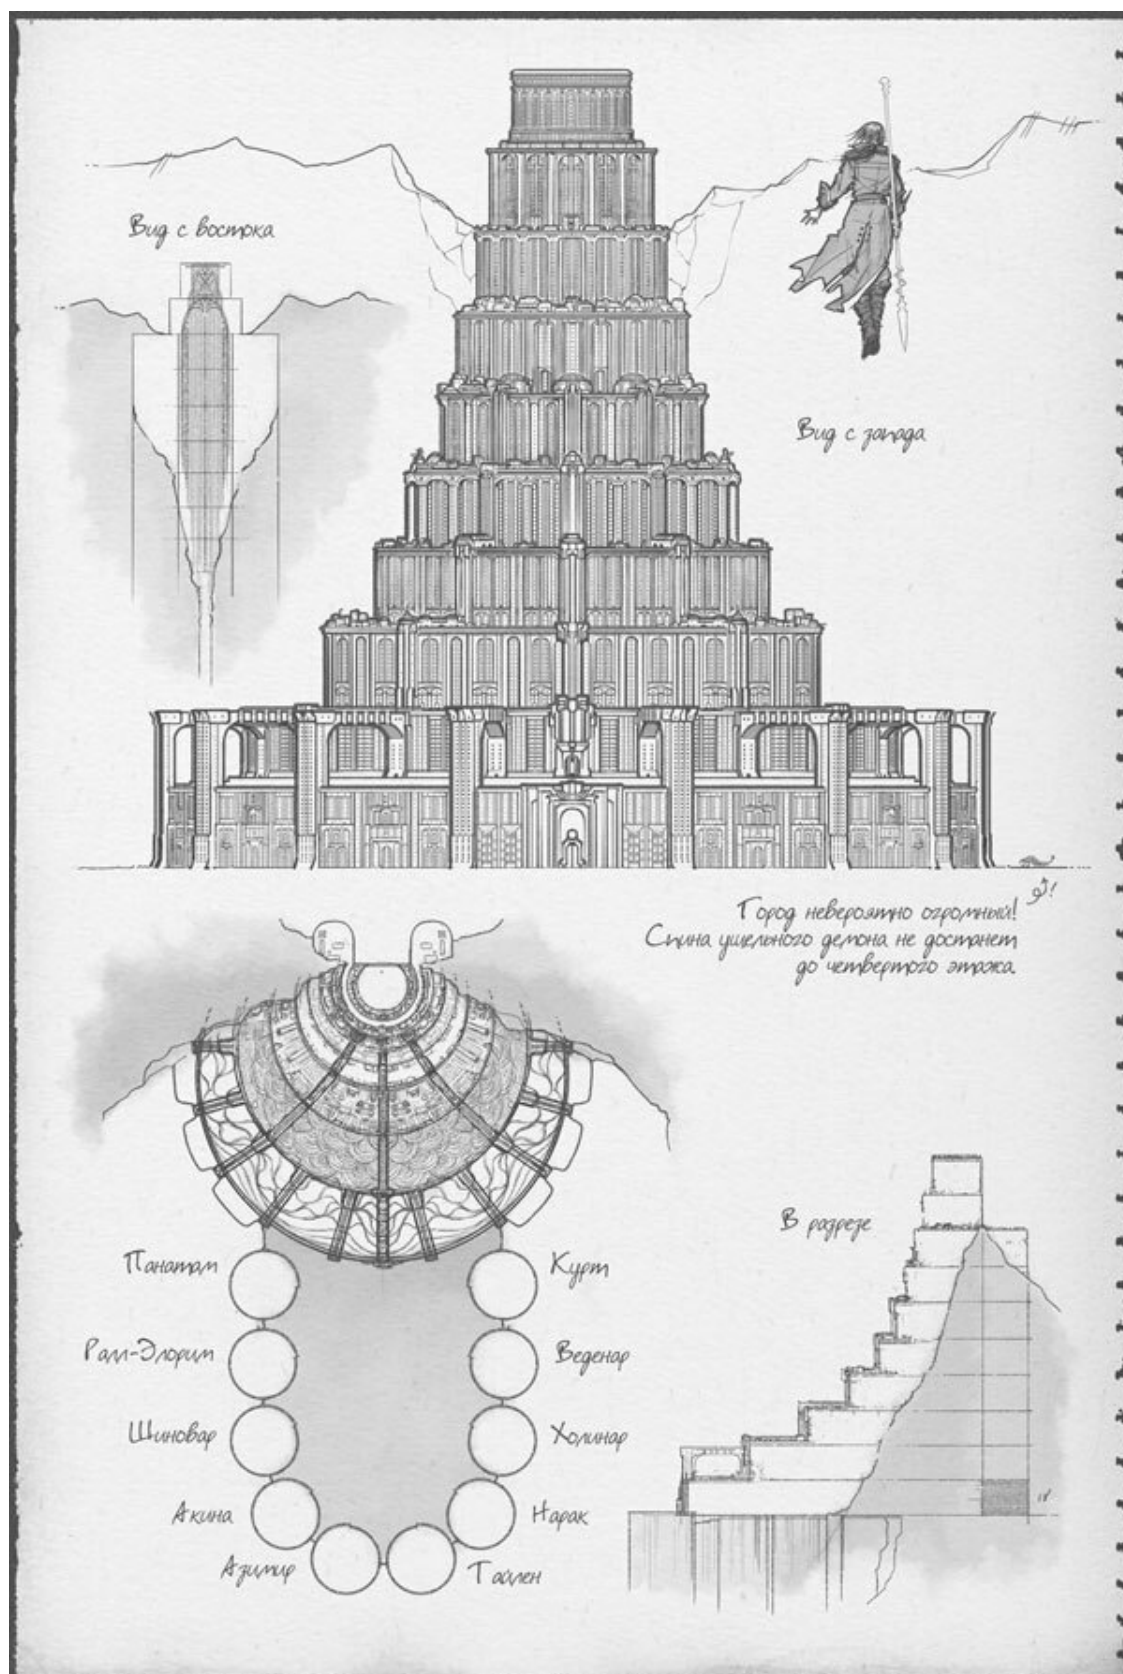 Вид с востока
Вид с запада
Город невероятно огромный!
Спина ущельного демона не достанет
до четвертого этажа
В разрезе
Панатам
Курт
Ралл-Элорим
Веденар
Шиновар
Холинар
Акина
Нарак
Азимир
Тайлен